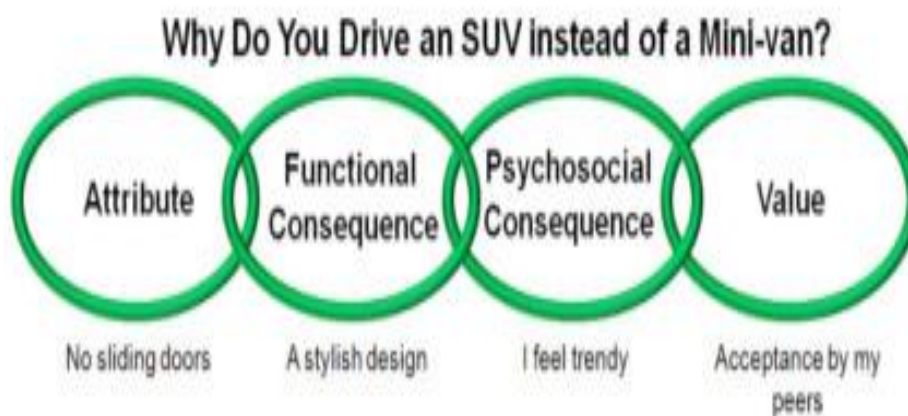 Why Do You Drive an SUV instead of a Mini-van?
Attribute
Functional
Consequence
Psychosocial
Consequence
Value
No sliding doors
A stylish design
I feel trendy
Acceptance by my
peers